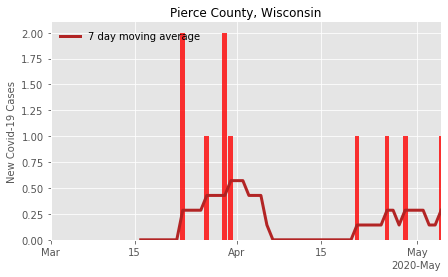 Pierce County, Wisconsin
7 day moving average
New Covid-19 Cases
2.00
1.75
1.50
1.25
1.00
0.75
0.50
0.25
0.00
Mar 15 Apr 15 May
2020-May